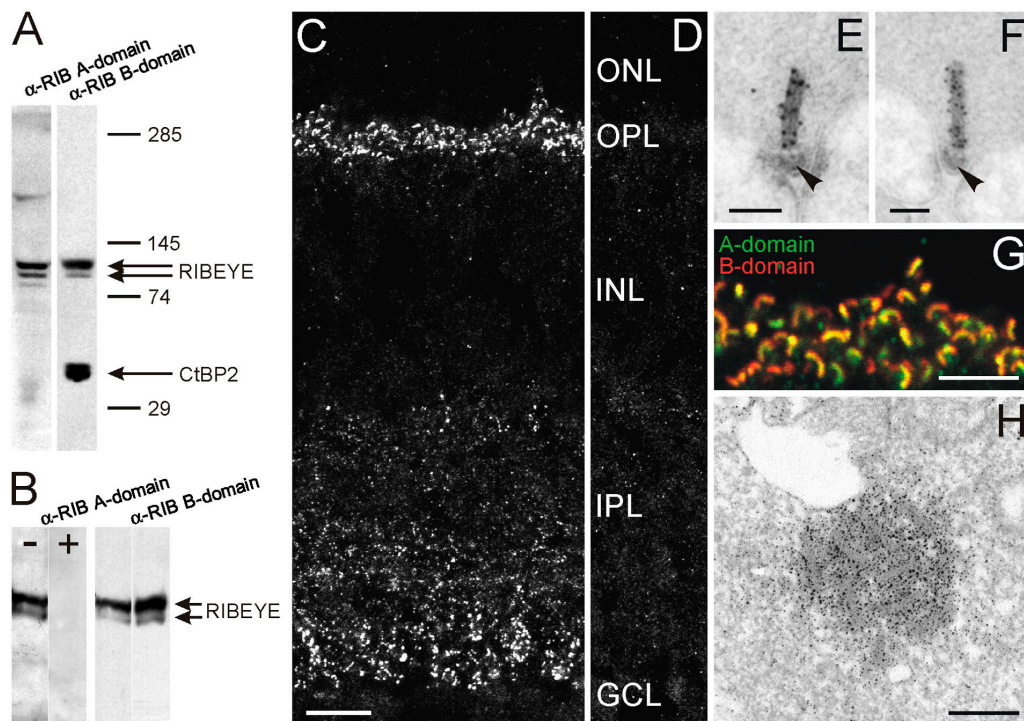 A
α-RIB A-domain
α-RIB B-domain
285
145
RIBEYE
74
CtBP2
29
B
α-RIB A-domain
α-RIB B-domain
- +
RIBEYE
C
D
ONL
OPL
INL
IPL
GCL
E
F
A-domain
B-domain
G
H